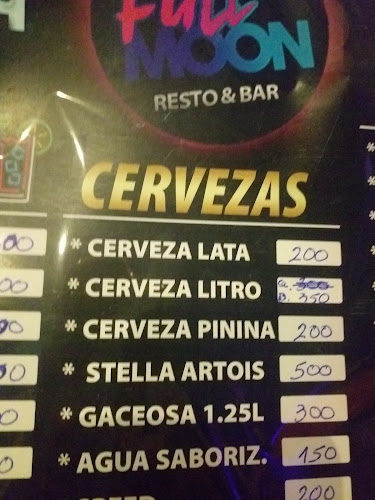 Full
MOON
RESTO & BAR
CERVEZAS
* CERVEZA LATA 200
* CERVEZA LITRO B. 350
* CERVEZA PININA 200
* STELLA ARTOIS 500
* GACEOSA 1.25L 300
* AGUA SABORIZ. 150
SPEED 200